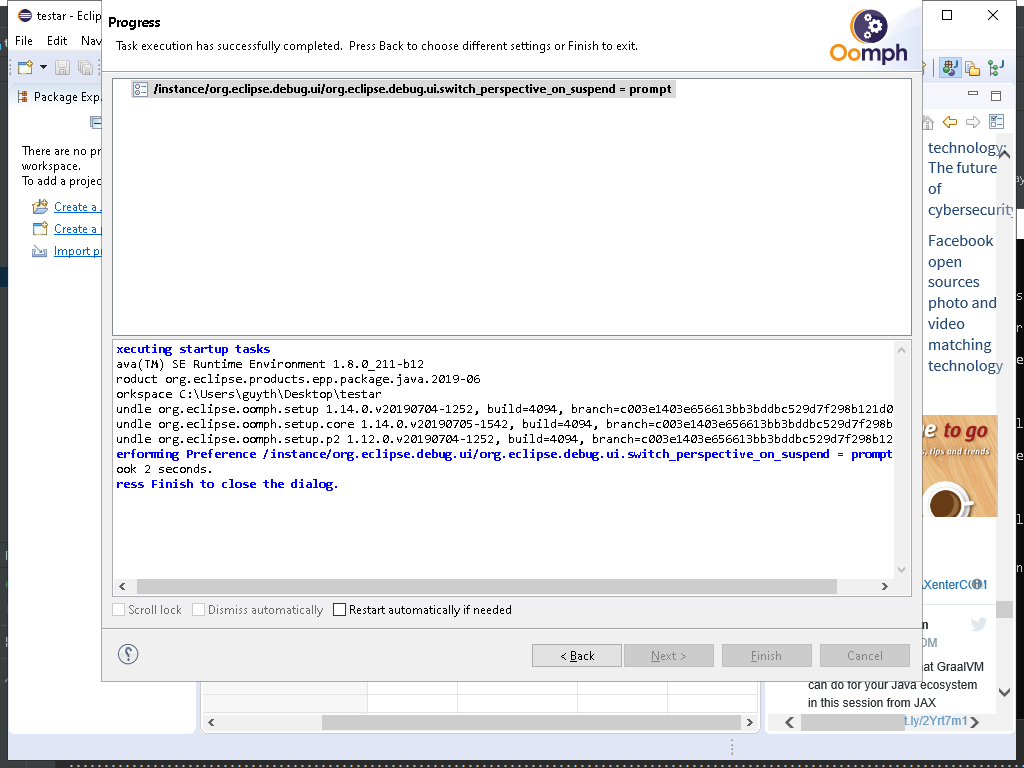 testar - Eclip
File Edit Nav
Package Exp
There are no pr
workspace.
To add a projec
Create a
Create a
Import p
Progress
Task execution has successfully completed. Press Back to choose different settings or Finish to exit.
Oomph
/instance/org.eclipse.debug.ui/org.eclipse.debug.ui.switch_perspective_on_suspend = prompt
xecuting startup tasks
ava(TM) SE Runtime Environment 1.8.0_211-b12
roduct org.eclipse.products.epp.package.java.2019-06
orkspace C:\Users\guyth\Desktop\testar
undle org.eclipse.oomph.setup 1.14.0.v20190704-1252, build=4094, branch=c003e1403e656613bb3bddbc529d7f298b121d0
undle org.eclipse.oomph.setup.core 1.14.0.v20190705-1542, build=4094, branch=c003e1403e656613bb3bddbc529d7f298b
undle org.eclipse.oomph.setup.p2 1.12.0.v20190704-1252, build=4094, branch=c003e1403e656613bb3bddbc529d7f298b12
erforming Preference /instance/org.eclipse.debug.ui/org.eclipse.debug.ui.switch_perspective_on_suspend = prompt
ook 2 seconds.
ress Finish to close the dialog.
Scroll lock Dismiss automatically Restart automatically if needed
< Back Next > Finish Cancel
technology:
The future
of
cybersecurity
Facebook
open
sources
photo and
video
matching
technology
e to go
s, tips and trends
AXenterCOM
m
OM
at GraalVM
can do for your Java ecosystem
in this session from JAX
t.ly/2Yrt7m1